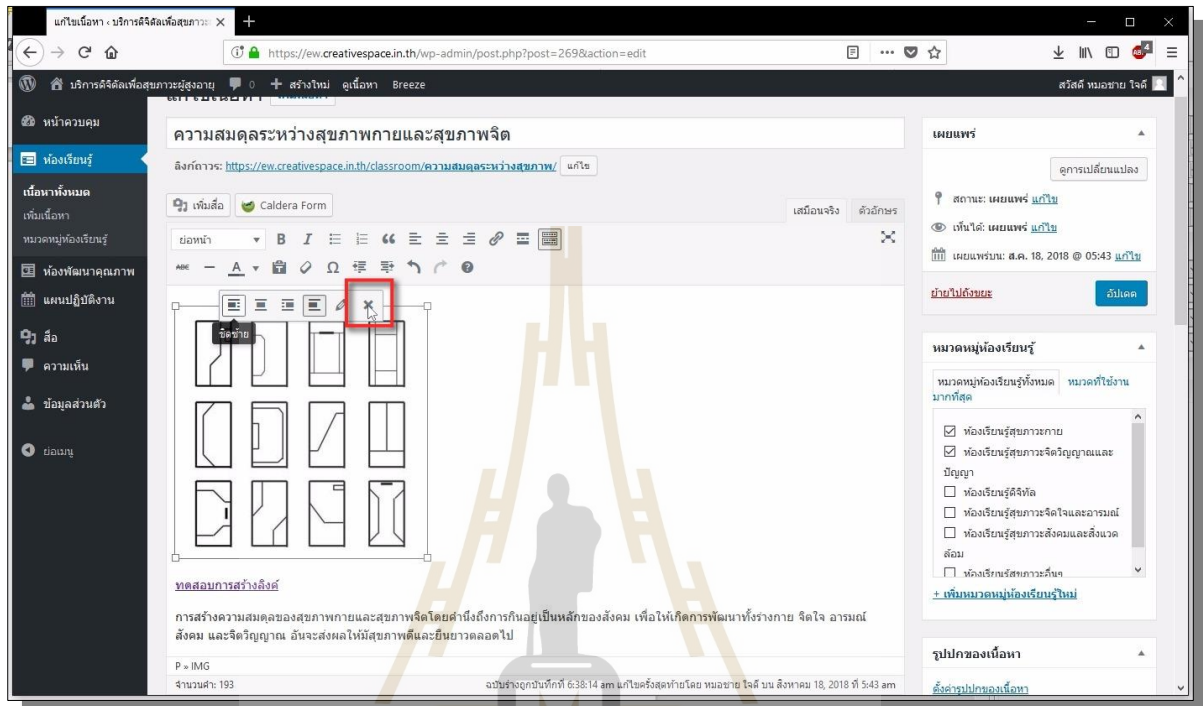 แก้ไขเนื้อหา ‹ บริการดิจิตัลเพื่อสุขภาวะ
https://ew.creativespace.in.th/wp-admin/post.php?post=269&action=edit
บริการดิจิตัลเพื่อสุขภาวะผู้สูงอายุ 0 + สร้างใหม่ ดูเนื้อหา Breeze สวัสดี หมอชาย ใจดี
หน้าควบคุม
ห้องเรียนรู้
เนื้อหาทั้งหมด
เพิ่มเนื้อหา
หมวดหมู่ห้องเรียนรู้
ห้องพัฒนาคุณภาพ
แผนปฏิบัติงาน
สื่อ
ความเห็น
ข้อมูลส่วนตัว
ย่อเมนู
แก้ไขเนื้อหา
ความสมดุลระหว่างสุขภาพกายและสุขภาพจิต
ลิงก์ถาวร: https://ew.creativespace.in.th/classroom/ความสมดุลระหว่างสุขภาพ/ แก้ไข
เพิ่มสื่อ Caldera Form
เสมือนจริง ตัวอักษร
ย่อหน้า B I
ABC A Ω
ชิดซ้าย
ทดสอบการสร้างลิงค์
การสร้างความสมดุลของสุขภาพกายและสุขภาพจิตโดยคำนึงถึงการกินอยู่เป็นหลักของสังคม เพื่อให้เกิดการพัฒนาทั้งร่างกาย จิตใจ อารมณ์
สังคม และจิตวิญญาณ อันจะส่งผลให้มีสุขภาพดีและยืนยาวตลอดไป
P » IMG
จำนวนคำ: 193 ฉบับร่างถูกบันทึกที่ 6:38:14 am แก้ไขครั้งสุดท้ายโดย หมอชาย ใจดี บน สิงหาคม 18, 2018 ที่ 5:43 am
เผยแพร่
ดูการเปลี่ยนแปลง
สถานะ: เผยแพร่ แก้ไข
เห็นได้: เผยแพร่ แก้ไข
เผยแพร่บน: ส.ค. 18, 2018 @ 05:43 แก้ไข
ย้ายไปถังขยะ อัปเดต
หมวดหมู่ห้องเรียนรู้
หมวดหมู่ห้องเรียนรู้ทั้งหมด หมวดที่ใช้งาน
มากที่สุด
ห้องเรียนรู้สุขภาวะกาย
ห้องเรียนรู้สุขภาวะจิตวิญญาณและ
ปัญญา
ห้องเรียนรู้ดิจิทัล
ห้องเรียนรู้สุขภาวะจิตใจและอารมณ์
ห้องเรียนรู้สุขภาวะสังคมและสิ่งแวด
ล้อม
ห้องเรียนรู้สุขภาวะอื่นๆ
+ เพิ่มหมวดหมู่ห้องเรียนรู้ใหม่
รูปปกของเนื้อหา
ตั้งค่ารูปปกของเนื้อหา